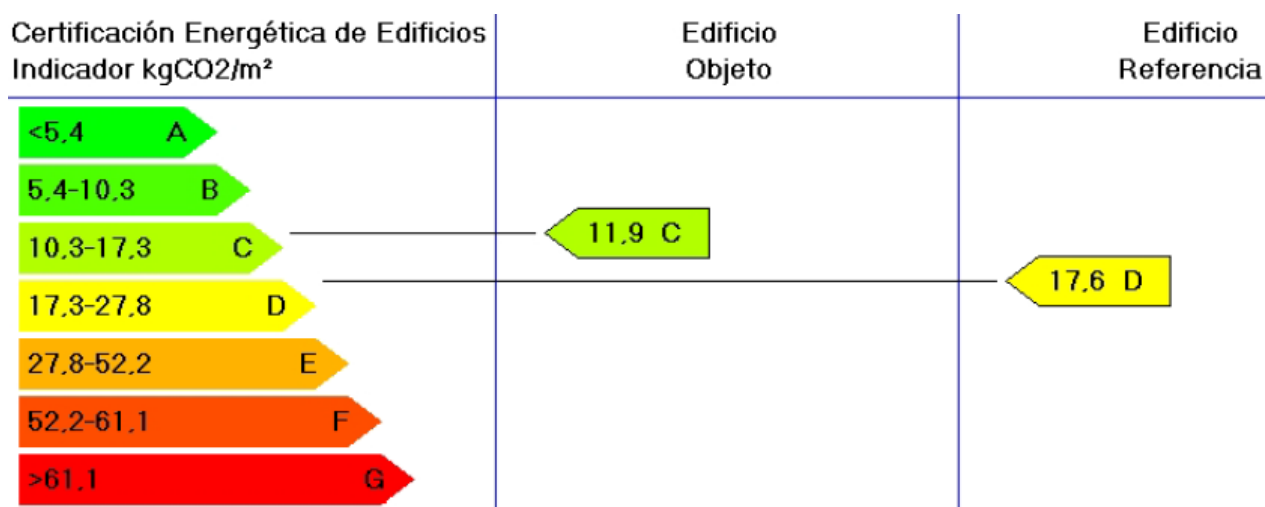 Certificación Energética de Edificios
Indicador kgCO2/m²
Edificio
Objeto
Edificio
Referencia
<5,4 A
5,4-10,3 B
10,3-17,3 C
11,9 C
17,3-27,8 D
17,6 D
27,8-52,2 E
52,2-61,1 F
>61,1 G